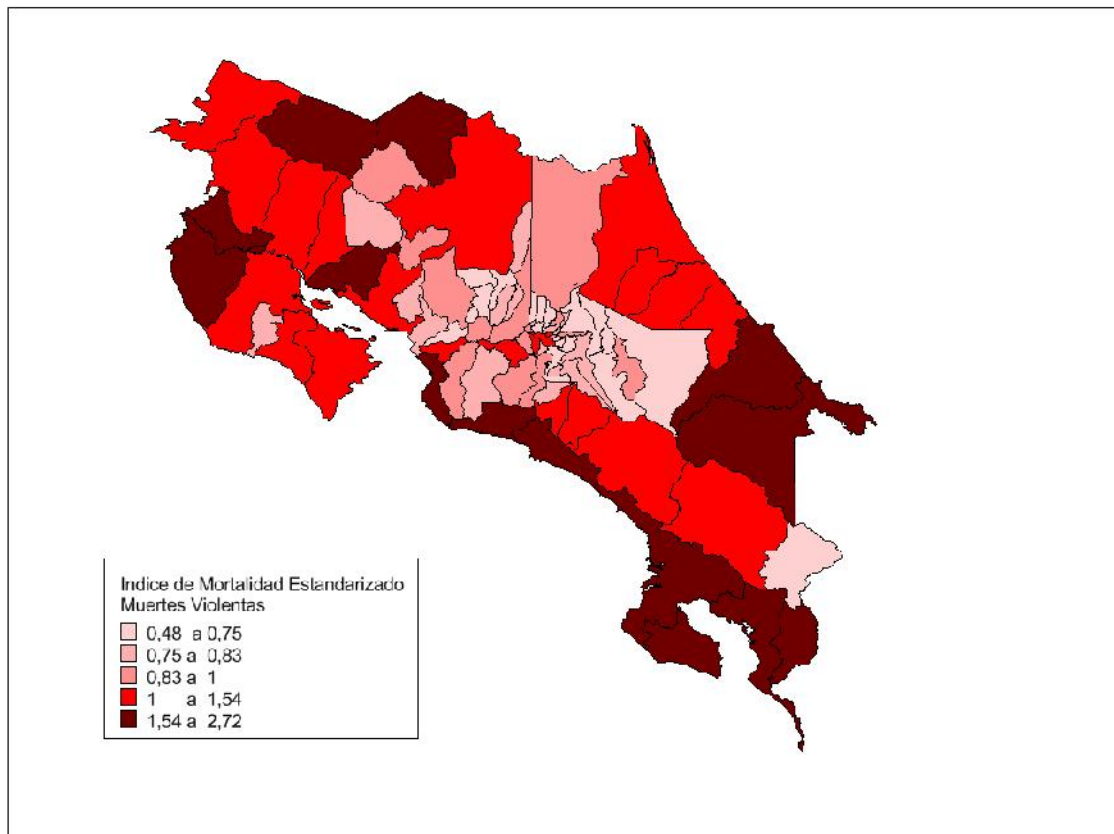 Indice de Mortalidad Estandarizado
Muertes Violentas
0,48 a 0,75
0,75 a 0,83
0,83 a 1
1 a 1,54
1,54 a 2,72